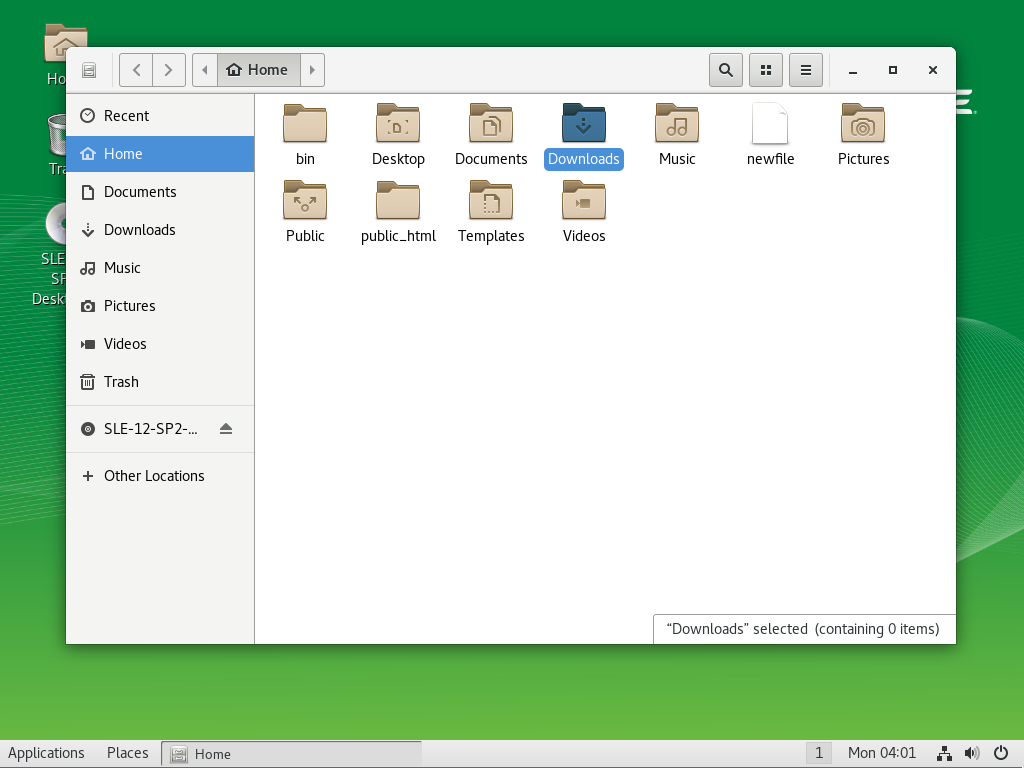 Ho
Home
Recent
Home
Documents
Downloads
Music
Pictures
Videos
Trash
SLE-12-SP2-...
Other Locations
bin
Desktop
Documents
Downloads
Music
newfile
Pictures
Public
public_html
Templates
Videos
Tra
SLE
SP
Desk
“Downloads” selected (containing 0 items)
Applications
Places
Home
1
Mon 04:01